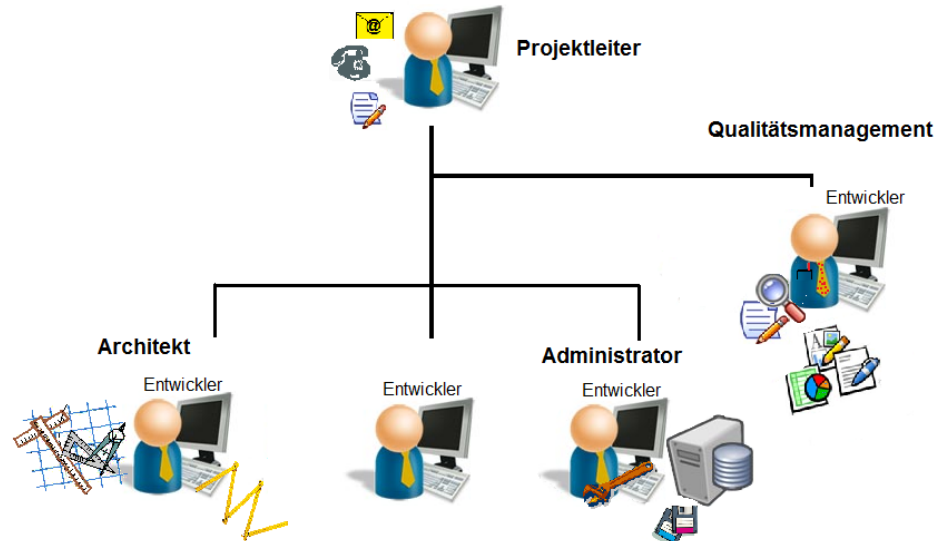 Projektleiter
Qualitätsmanagement
Entwickler
Architekt
Entwickler
Entwickler
Administrator
Entwickler
@